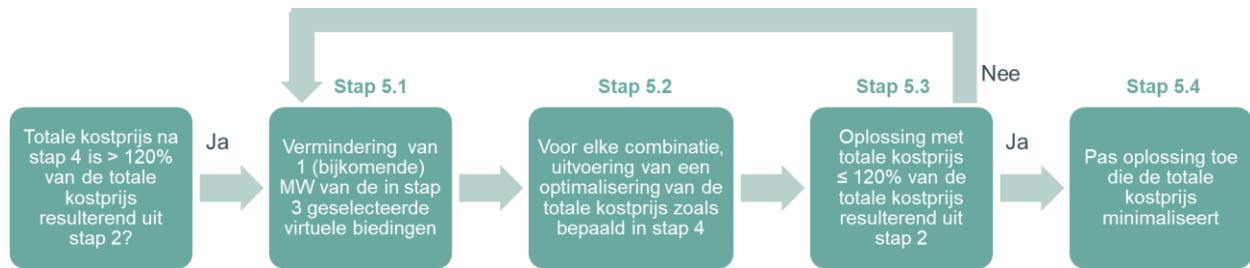 Nee
Stap 5.1
Stap 5.2
Stap 5.3
Stap 5.4
Totale kostprijs na
stap 4 is > 120%
van de totale
kostprijs
resulterend uit
stap 2?
Ja
Vermindering van
1 (bijkomende)
MW van de in stap
3 geselecteerde
virtuele biedingen
Voor elke combinatie,
uitvoering van een
optimalisering van de
totale kostprijs zoals
bepaald in stap 4
Oplossing met
totale kostprijs
≤ 120% van de
totale kostprijs
resulterend uit
stap 2
Ja
Pas oplossing toe
die de totale
kostprijs
minimaliseert